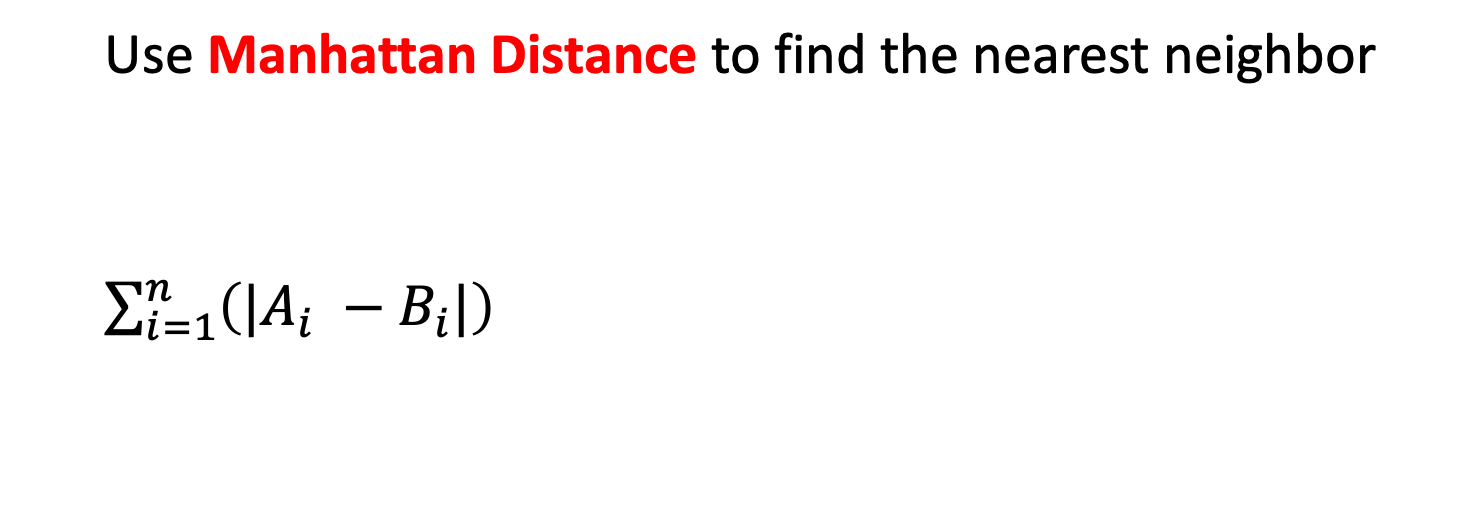 Use Manhattan Distance to find the nearest neighbor
∑ⁿᵢ₌₁(|Aᵢ − Bᵢ|)